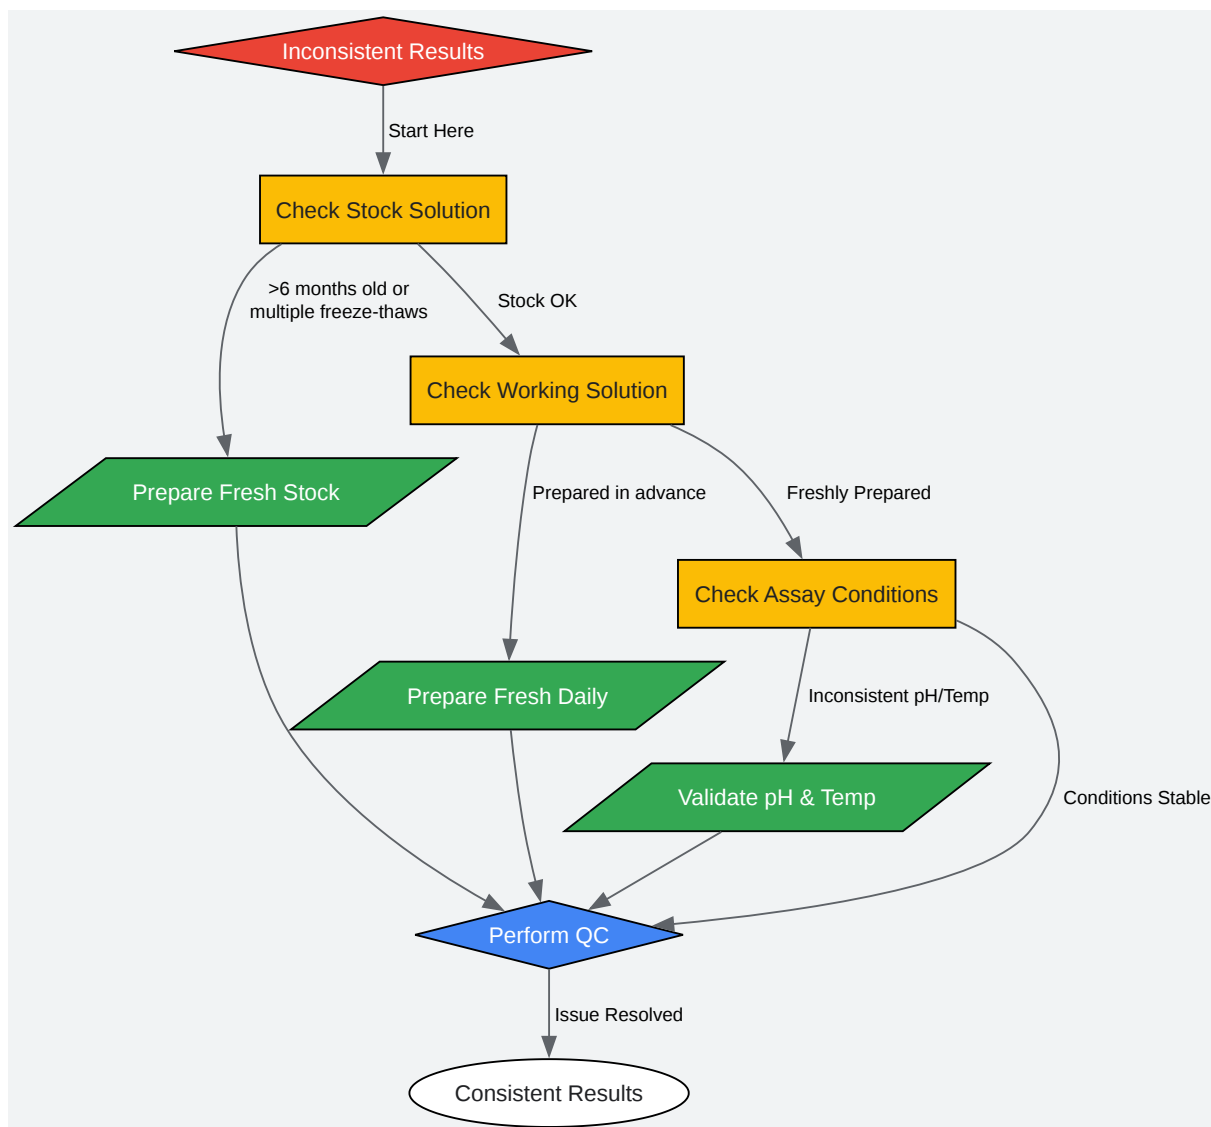 Inconsistent Results
Start Here
Check Stock Solution
>6 months old or
multiple freeze-thaws
Stock OK
Check Working Solution
Prepare Fresh Stock
Prepared in advance
Freshly Prepared
Check Assay Conditions
Prepare Fresh Daily
Inconsistent pH/Temp
Validate pH & Temp
Conditions Stable
Perform QC
Issue Resolved
Consistent Results